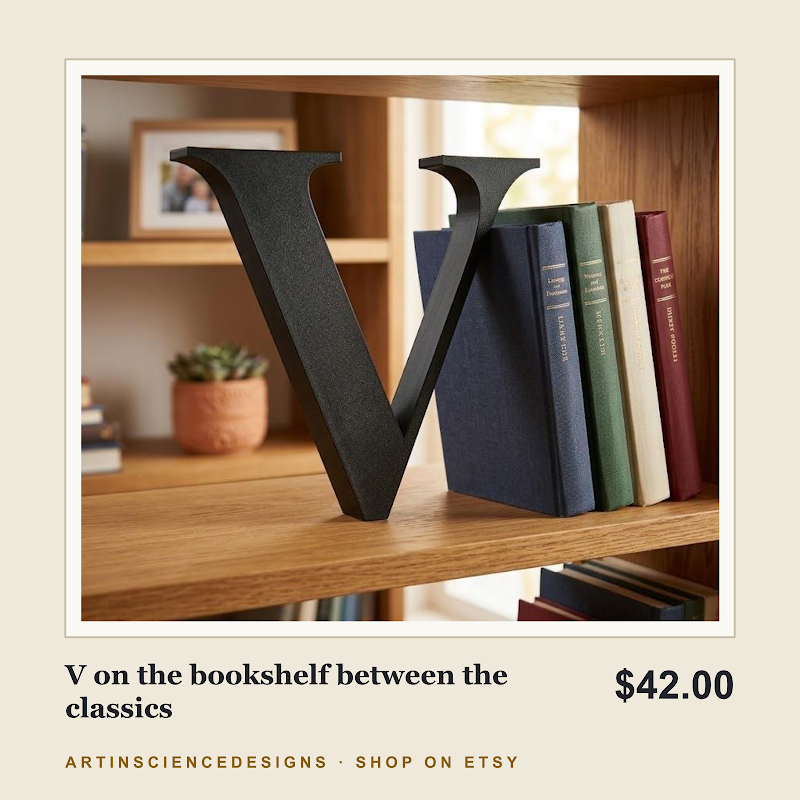 V
V on the bookshelf between the
classics
$42.00
ARTINSCIENCEDESIGNS · SHOP ON ETSY